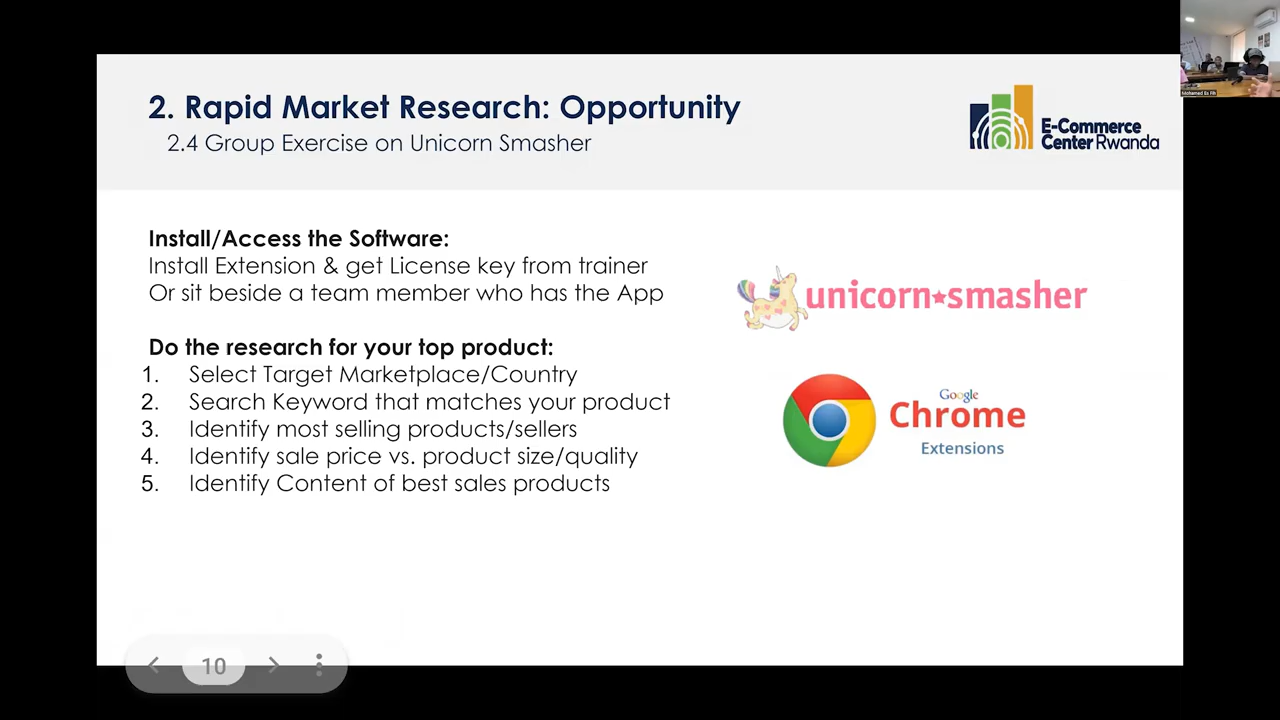 2. Rapid Market Research: Opportunity
2.4 Group Exercise on Unicorn Smasher
E-Commerce
Center Rwanda
Install/Access the Software:
Install Extension & get License key from trainer
Or sit beside a team member who has the App
Do the research for your top product:
1. Select Target Marketplace/Country
2. Search Keyword that matches your product
3. Identify most selling products/sellers
4. Identify sale price vs. product size/quality
5. Identify Content of best sales products
unicorn★smasher
Google
Chrome
Extensions
10